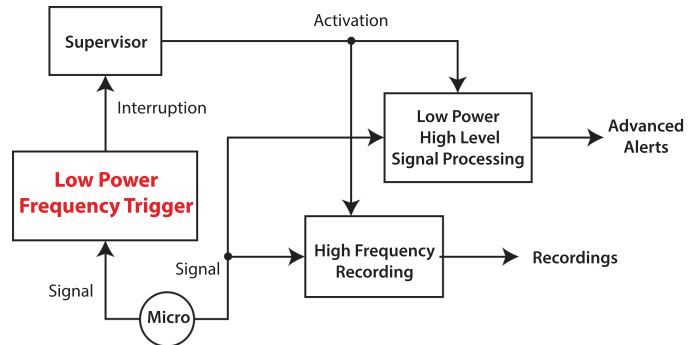 Activation
Supervisor
Interruption
Low Power
High Level
Signal Processing
Advanced
Alerts
Low Power
Frequency Trigger
High Frequency
Recording
Recordings
Signal
Signal
Micro